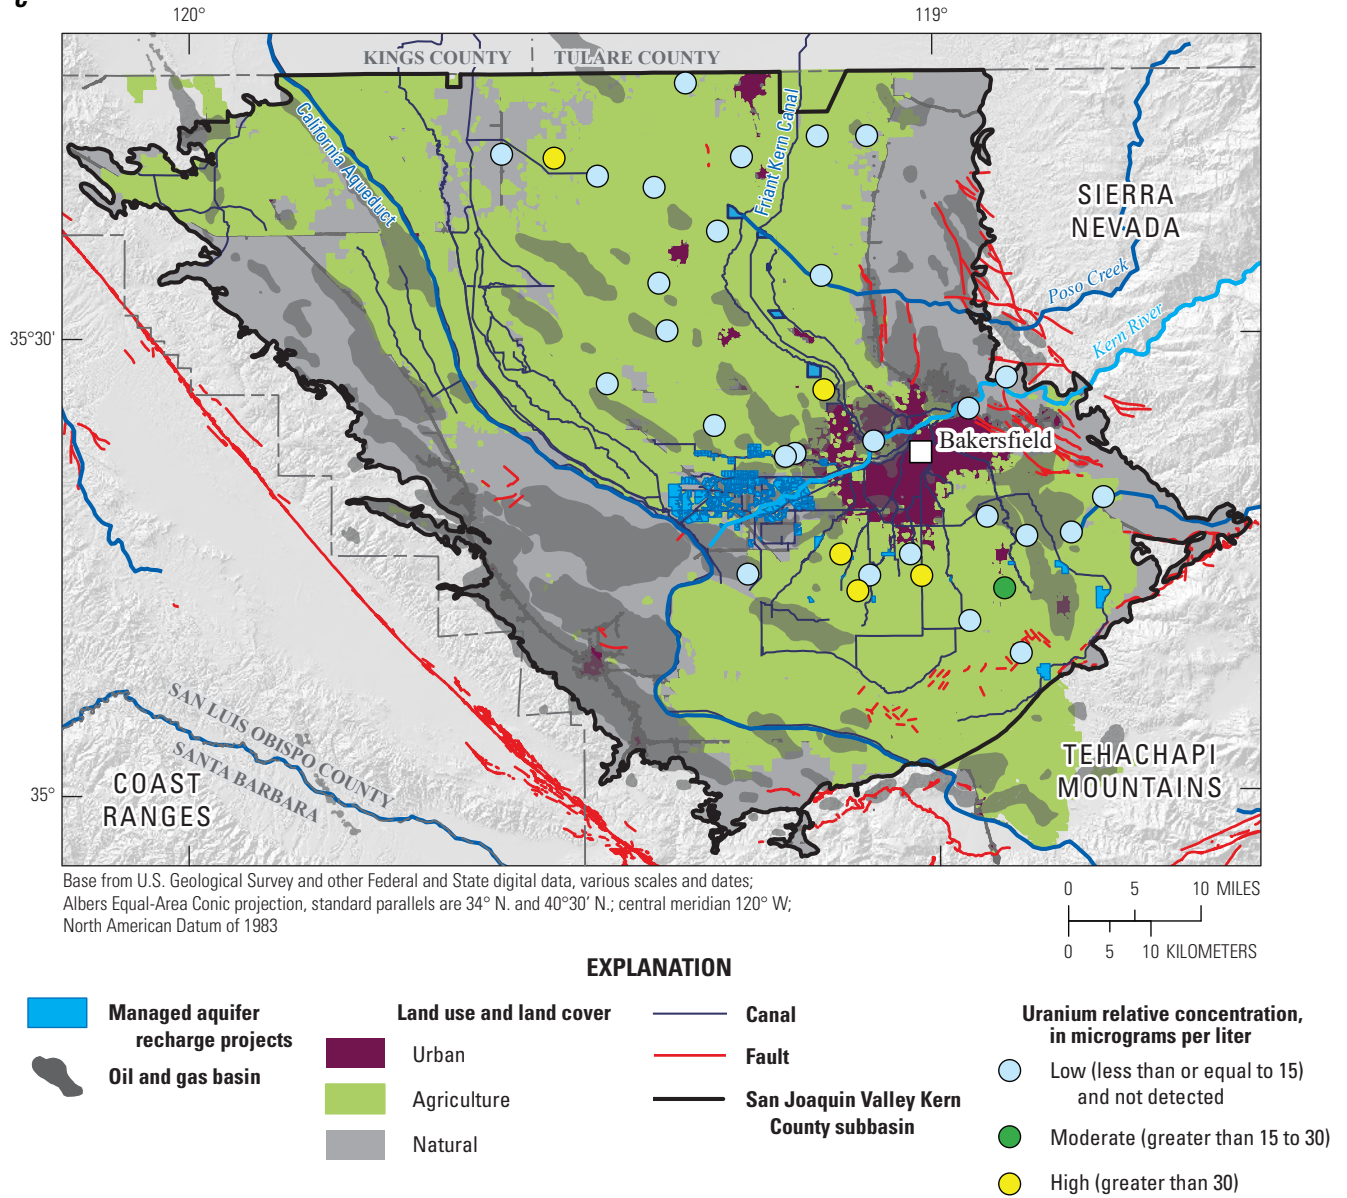 120°
119°
KINGS COUNTY
TULARE COUNTY
California Aqueduct
Friant Kern Canal
SIERRA
NEVADA
Poso Creek
Kern River
35°30'
Bakersfield
SAN LUIS OBISPO COUNTY
SANTA BARBARA
COAST
RANGES
TEHACHAPI
MOUNTAINS
35°
Base from U.S. Geological Survey and other Federal and State digital data, various scales and dates;
Albers Equal-Area Conic projection, standard parallels are 34° N. and 40°30' N.; central meridian 120° W;
North American Datum of 1983
0 5 10 MILES
0 5 10 KILOMETERS
EXPLANATION
Managed aquifer
recharge projects
Oil and gas basin
Land use and land cover
Urban
Agriculture
Natural
Canal
Fault
San Joaquin Valley Kern
County subbasin
Uranium relative concentration,
in micrograms per liter
Low (less than or equal to 15)
and not detected
Moderate (greater than 15 to 30)
High (greater than 30)